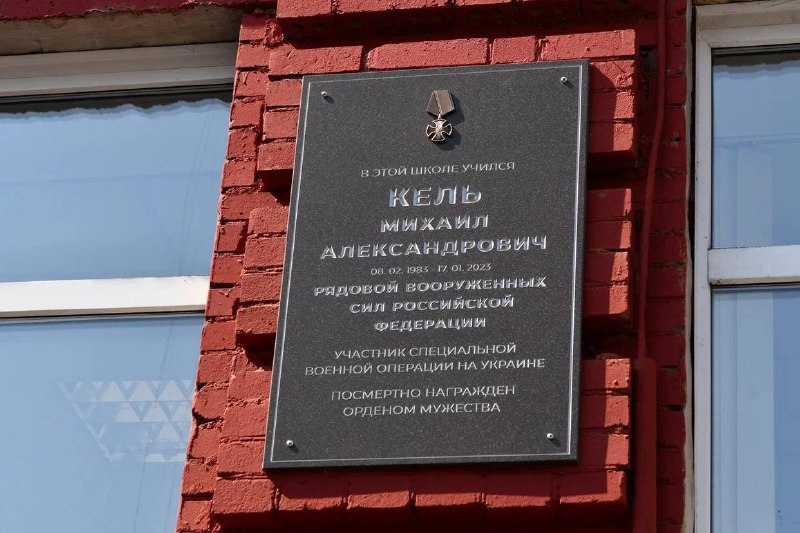 В ЭТОЙ ШКОЛЕ УЧИЛСЯ
КЕЛЬ
МИХАИЛ
АЛЕКСАНДРОВИЧ
08. 02. 1983 - 17. 01. 2023
РЯДОВОЙ ВООРУЖЕННЫХ
СИЛ РОССИЙСКОЙ
ФЕДЕРАЦИИ
УЧАСТНИК СПЕЦИАЛЬНОЙ
ВОЕННОЙ ОПЕРАЦИИ НА УКРАИНЕ
ПОСМЕРТНО НАГРАЖДЕН
ОРДЕНОМ МУЖЕСТВА